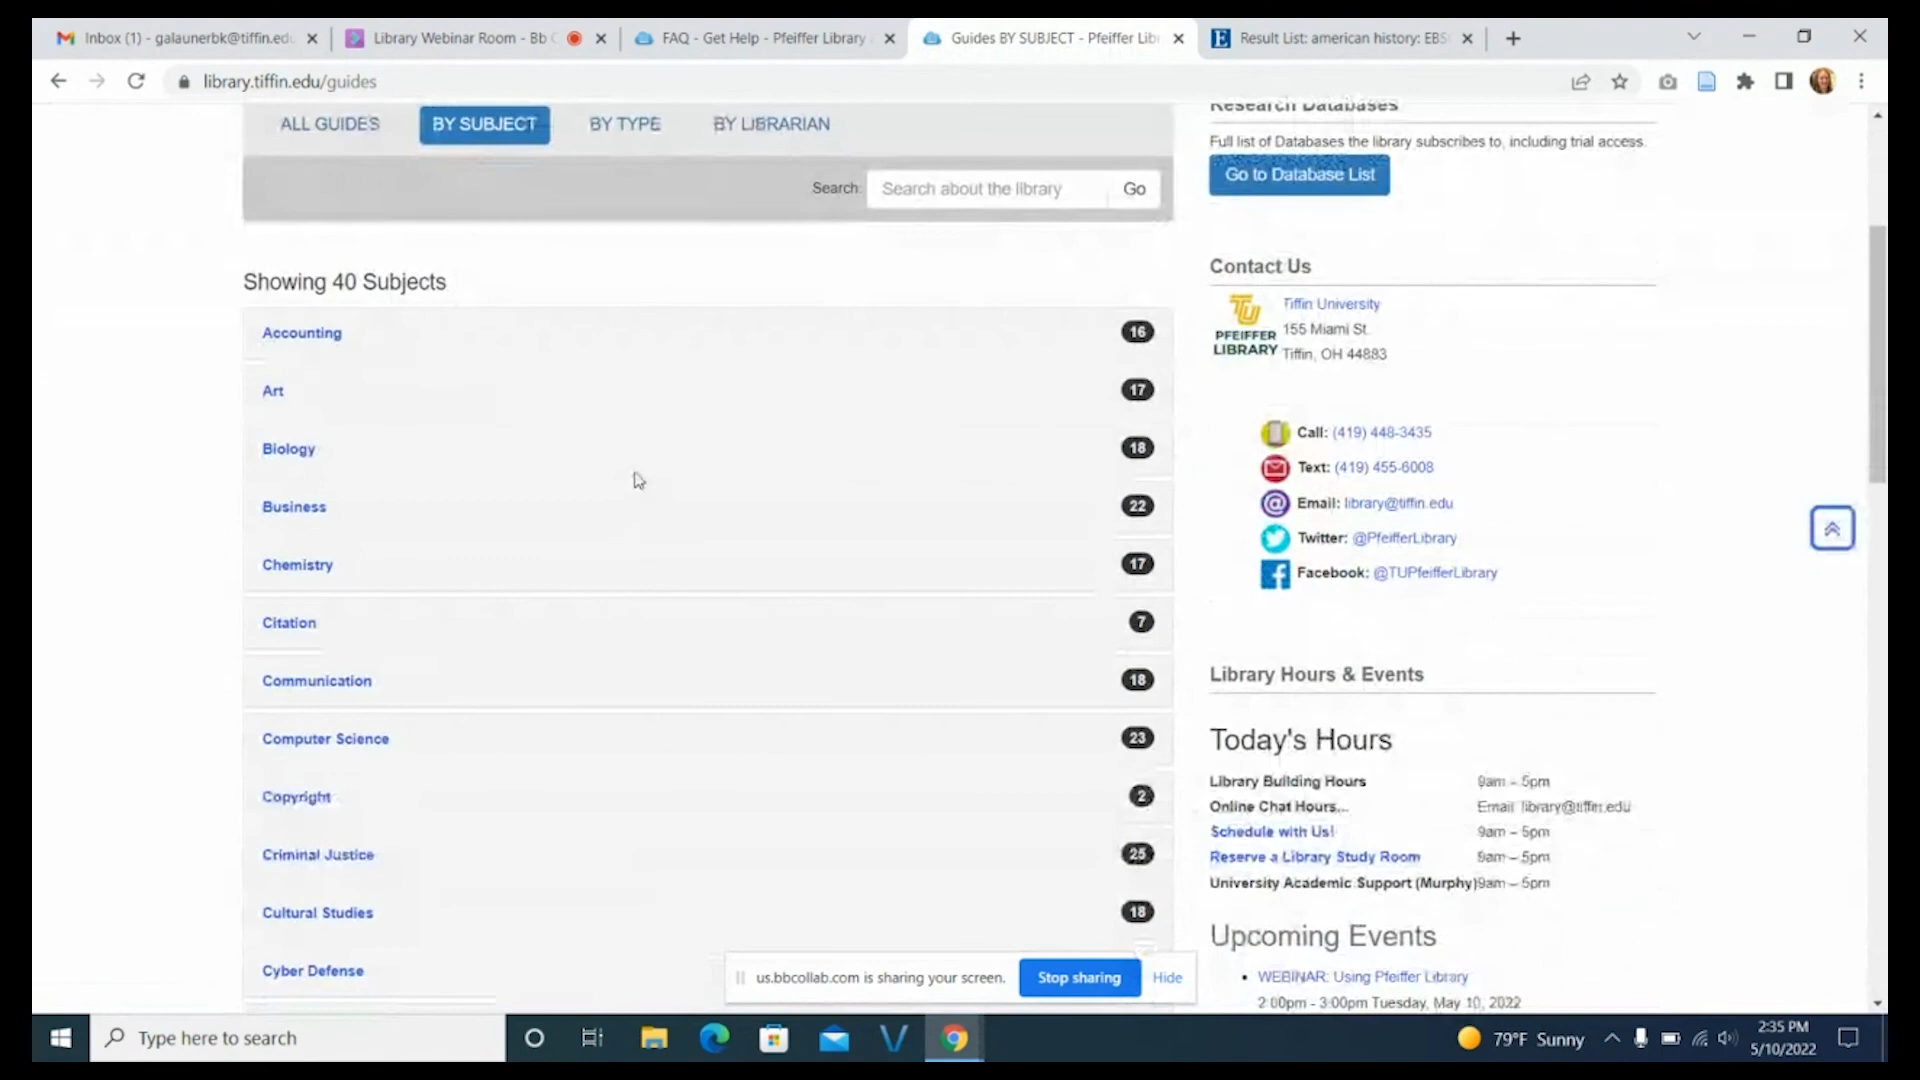 Inbox (1) - galaunerbk@tiffin.edu
Library Webinar Room - Bb C
FAQ - Get Help - Pfeiffer Library
Guides BY SUBJECT - Pfeiffer Lib
Result List: american history: EBS
library.tiffin.edu/guides
ALL GUIDES
BY SUBJECT
BY TYPE
BY LIBRARIAN
Search:
Search about the library
Go
Showing 40 Subjects
Accounting 16
Art 17
Biology 18
Business 22
Chemistry 17
Citation 7
Communication 18
Computer Science 23
Copyright 2
Criminal Justice 25
Cultural Studies 18
Cyber Defense
Research Databases
Full list of Databases the library subscribes to, including trial access.
Go to Database List
Contact Us
TU
PFEIFFER
LIBRARY
Tiffin University
155 Miami St.
Tiffin, OH 44883
Call: (419) 448-3435
Text: (419) 455-6008
Email: library@tiffin.edu
Twitter: @PfeifferLibrary
Facebook: @TUPfeifferLibrary
Library Hours & Events
Today's Hours
Library Building Hours 9am – 5pm
Online Chat Hours... Email library@tiffin.edu
Schedule with Us! 9am – 5pm
Reserve a Library Study Room 9am – 5pm
University Academic Support (Murphy) 9am – 5pm
Upcoming Events
WEBINAR: Using Pfeiffer Library
2:00pm - 3:00pm Tuesday, May 10, 2022
us.bbcollab.com is sharing your screen.
Stop sharing
Hide
Type here to search
79°F Sunny
2:35 PM
5/10/2022